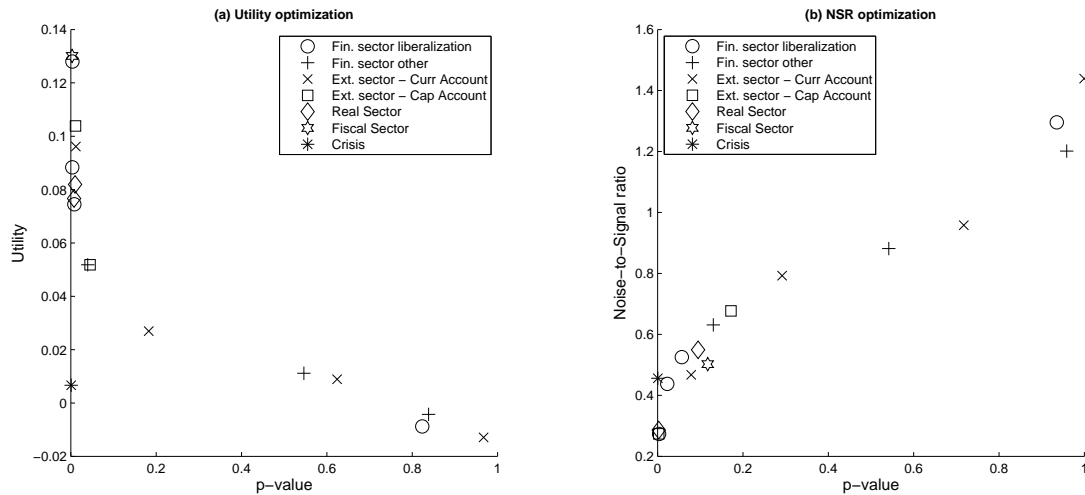 (a) Utility optimization
0.14
0.12
0.1
0.08
0.06
0.04
0.02
0
−0.02
Utility
0
0.2
0.4
0.6
0.8
1
p−value
Fin. sector liberalization
Fin. sector other
Ext. sector − Curr Account
Ext. sector − Cap Account
Real Sector
Fiscal Sector
Crisis
(b) NSR optimization
1.6
1.4
1.2
1
0.8
0.6
0.4
0.2
Noise−to−Signal ratio
0
0.2
0.4
0.6
0.8
1
p−value
Fin. sector liberalization
Fin. sector other
Ext. sector − Curr Account
Ext. sector − Cap Account
Real Sector
Fiscal Sector
Crisis